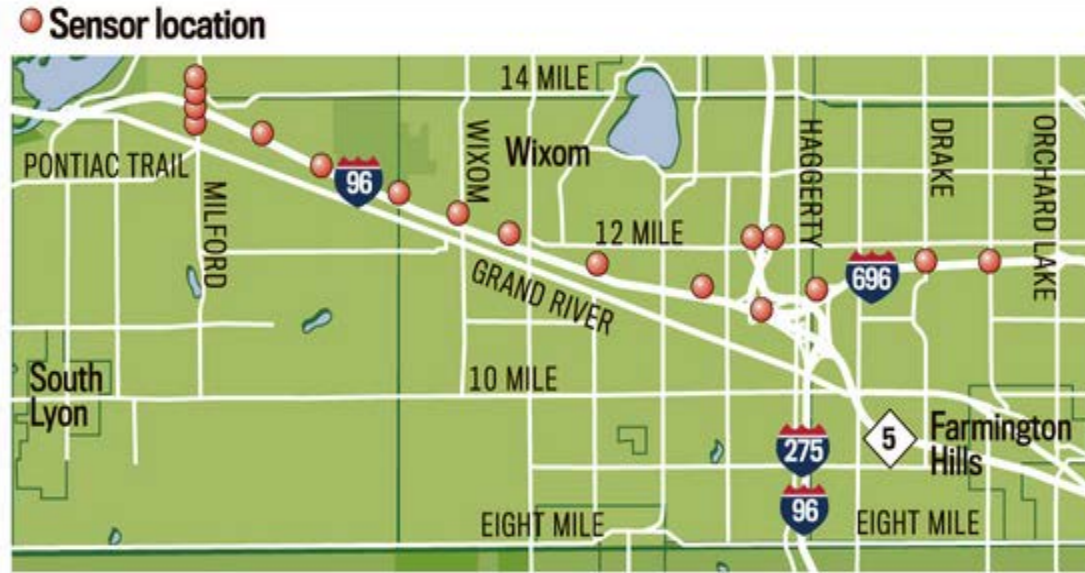 Sensor location
14 MILE
PONTIAC TRAIL
MILFORD
96
WIXOM
Wixom
HAGGERTY
DRAKE
ORCHARD LAKE
12 MILE
696
GRAND RIVER
South
Lyon
10 MILE
5
Farmington
Hills
275
96
EIGHT MILE
EIGHT MILE